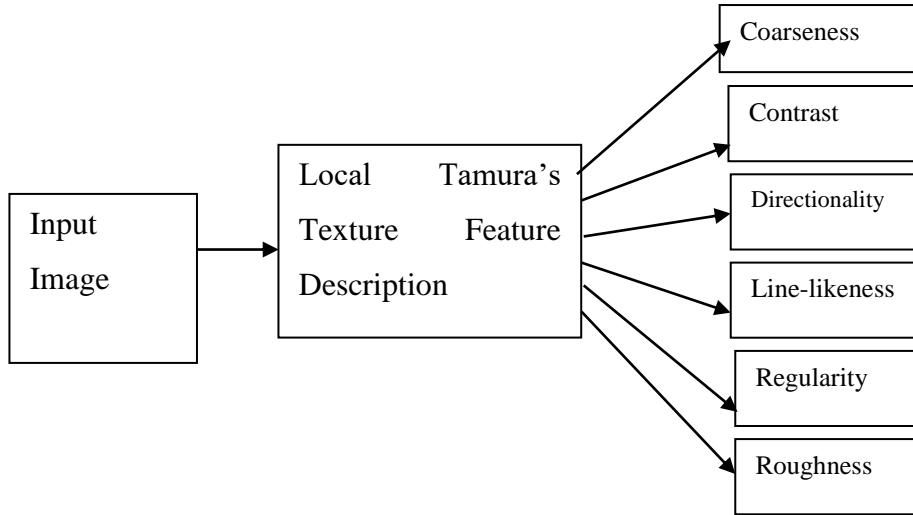 Input
Image
Local Tamura’s
Texture Feature
Description
Coarseness
Contrast
Directionality
Line-likeness
Regularity
Roughness